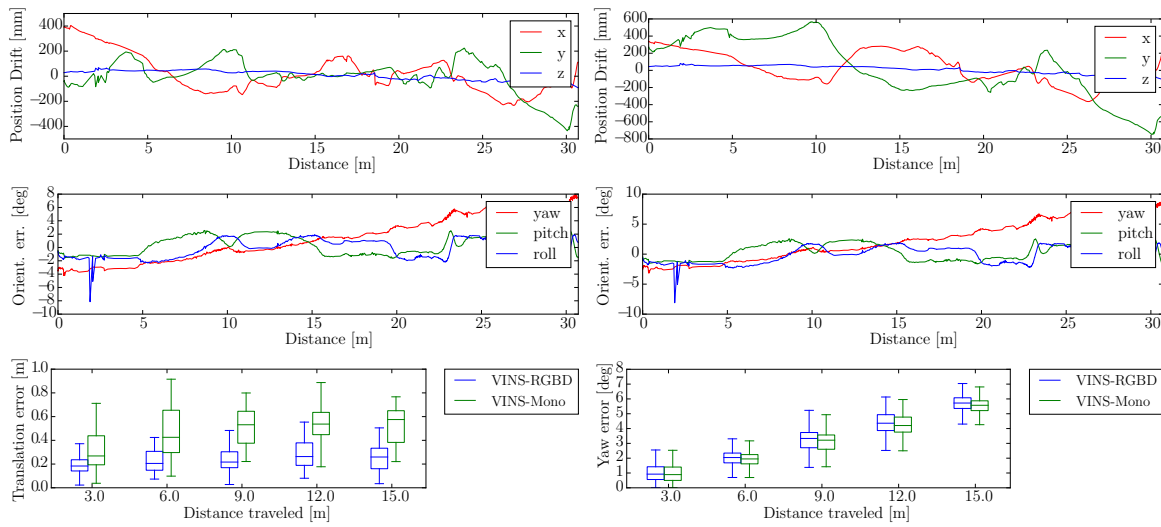 Position Drift [mm]
400
200
0
−200
−400
x
y
z
0 5 10 15 20 25 30
Distance [m]
Position Drift [mm]
600
400
200
0
−200
−400
−600
−800
x
y
z
0 5 10 15 20 25 30
Distance [m]
Orient. err. [deg]
8
6
4
2
0
−2
−4
−6
−8
−10
yaw
pitch
roll
0 5 10 15 20 25 30
Distance [m]
Orient. err. [deg]
10
5
0
−5
−10
yaw
pitch
roll
0 5 10 15 20 25 30
Distance [m]
Translation error [m]
1.0
0.8
0.6
0.4
0.2
0.0
3.0 6.0 9.0 12.0 15.0
Distance traveled [m]
VINS-RGBD
VINS-Mono
Yaw error [deg]
8
7
6
5
4
3
2
1
0
3.0 6.0 9.0 12.0 15.0
Distance traveled [m]
VINS-RGBD
VINS-Mono